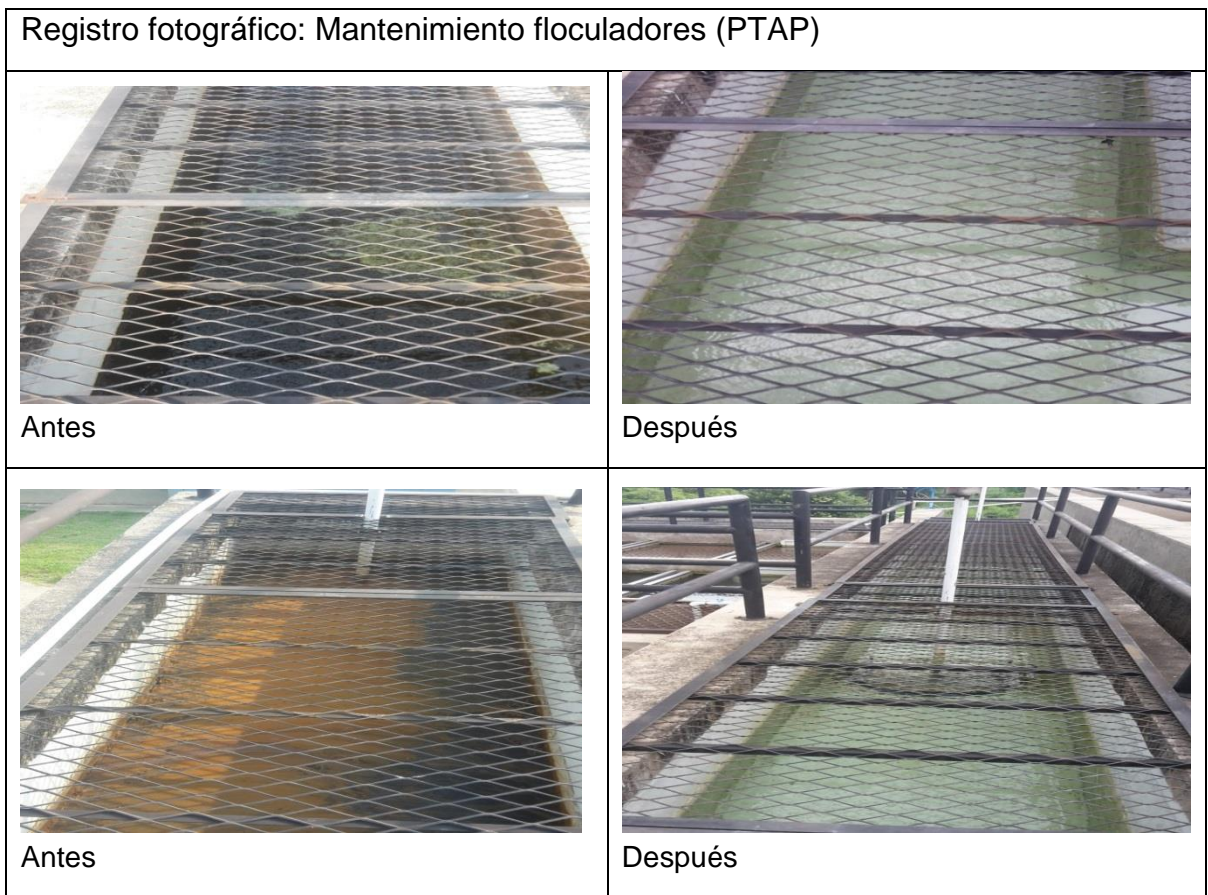 Registro fotográfico: Mantenimiento floculadores (PTAP)
Antes
Después
Antes
Después